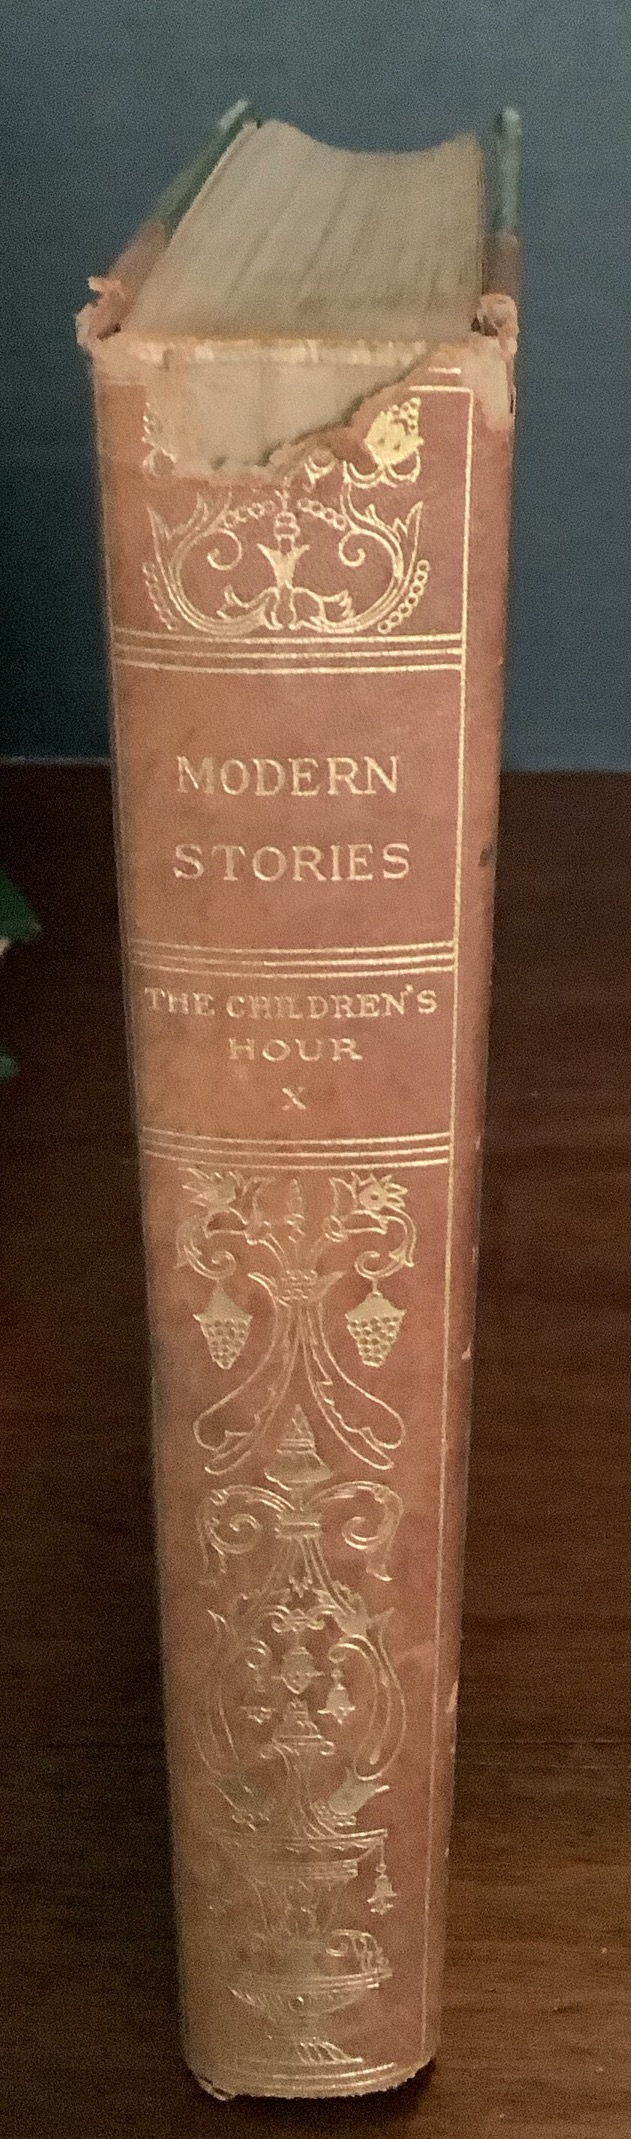 MODERN
STORIES
THE CHILDREN'S
HOUR
X